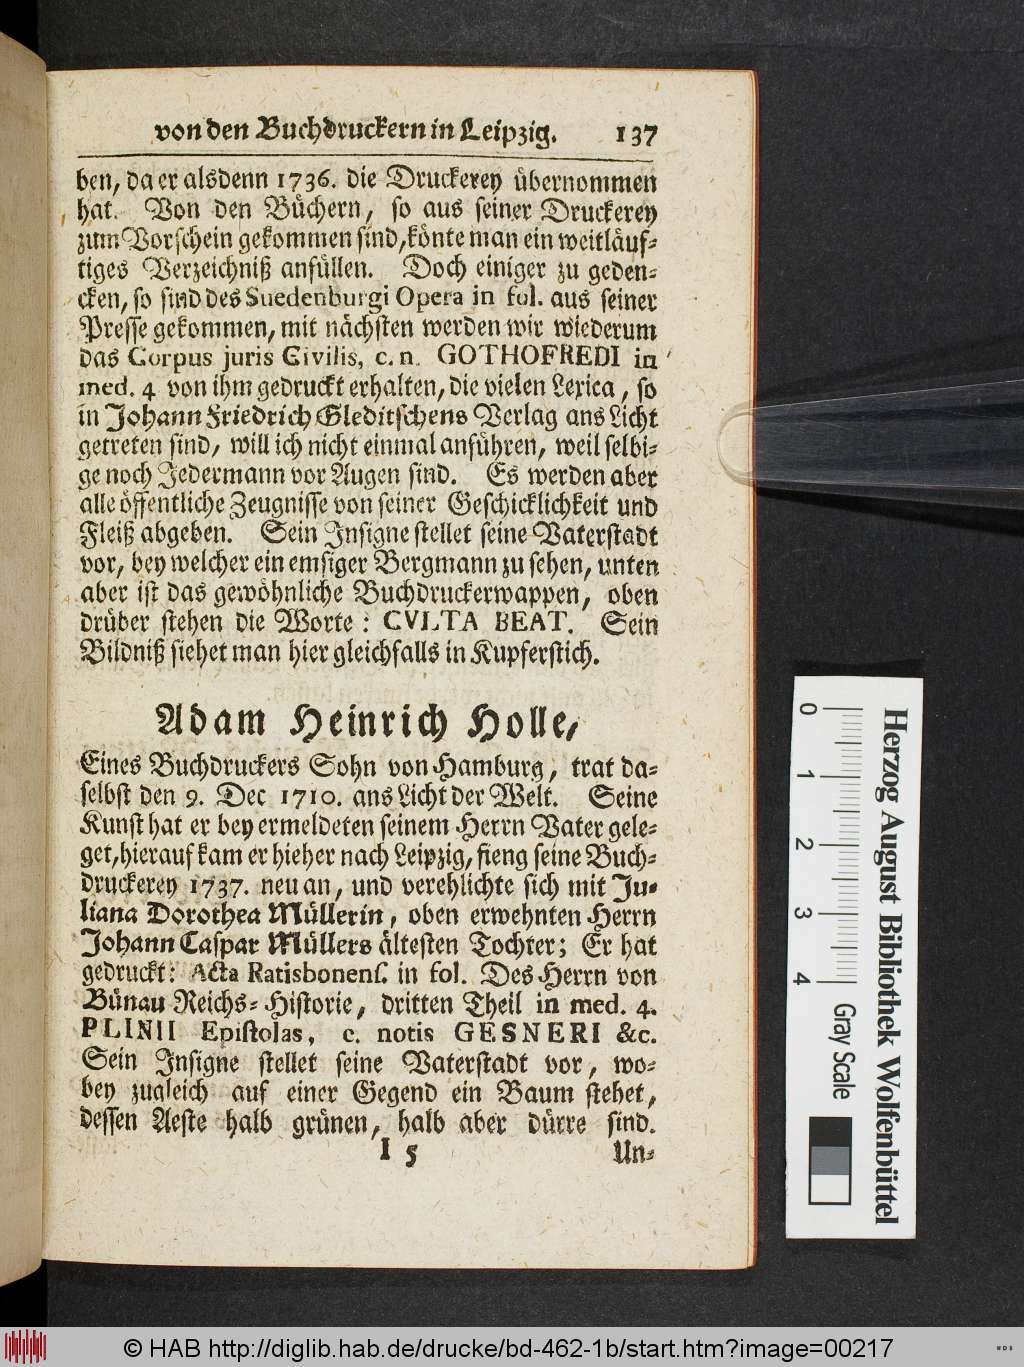 von den Buchdruckern in Leipzig. 137
ben, da er alsdenn 1736. die Druckerey übernommen
hat. Von den Büchern, so aus seiner Druckerey
zum Vorschein gekommen sind, könte man ein weitläuf-
tiges Verzeichniß anfüllen. Doch einiger zu geden-
cken, so sind des Suedenburgi Opera in fol. aus seiner
Presse gekommen, mit nächsten werden wir wiederum
das Corpus juris Civilis, c. n. GOTHOFREDI in
med. 4 von ihm gedruckt erhalten, die vielen Lexica, so
in Johann Friedrich Gleditschens Verlag ans Licht
getreten sind, will ich nicht einmal anführen, weil selbi-
ge noch Jedermann vor Augen sind. Es werden aber
alle öffentliche Zeugnisse von seiner Geschicklichkeit und
Fleiß abgeben. Sein Insigne stellet seine Vaterstadt
vor, bey welcher ein emsiger Bergmann zu sehen, unten
aber ist das gewöhnliche Buchdruckerwappen, oben
drüber stehen die Worte: CVLTA BEAT. Sein
Bildniß siehet man hier gleichfalls in Kupferstich.
Adam Heinrich Holle,
Eines Buchdruckers Sohn von Hamburg, trat da-
selbst den 9. Dec 1710. ans Licht der Welt. Seine
Kunst hat er bey ermeldeten seinem Herrn Vater gele-
get, hierauf kam er hieher nach Leipzig, fieng seine Buch-
druckerey 1737. neu an, und verehlichte sich mit Ju-
liana Dorothea Müllerin, oben erwehnten Herrn
Johann Caspar Müllers ältesten Tochter; Er hat
gedruckt: Acta Ratisbonens. in fol. Des Herrn von
Bünau Reichs-Historie, dritten Theil in med. 4.
PLINII Epistolas, c. notis GESNERI &c.
Sein Insigne stellet seine Vaterstadt vor, wo-
bey zugleich auf einer Gegend ein Baum stehet,
dessen Aeste halb grünen, halb aber dürre sind.
I 5 Un-
0 1 2 3 4
Gray Scale
Herzog August Bibliothek Wolfenbüttel
© HAB http://diglib.hab.de/drucke/bd-462-1b/start.htm?image=00217